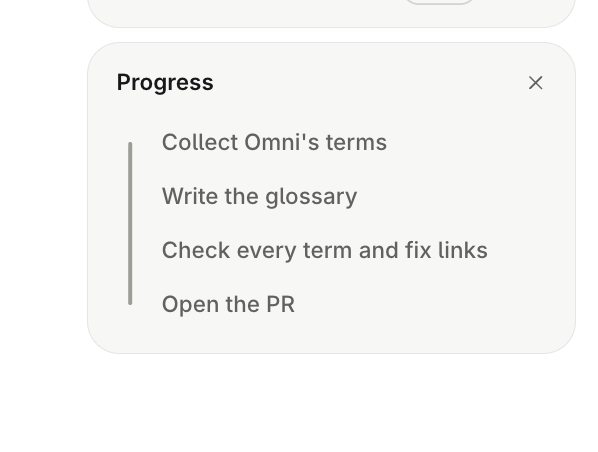 Progress
Collect Omni's terms
Write the glossary
Check every term and fix links
Open the PR